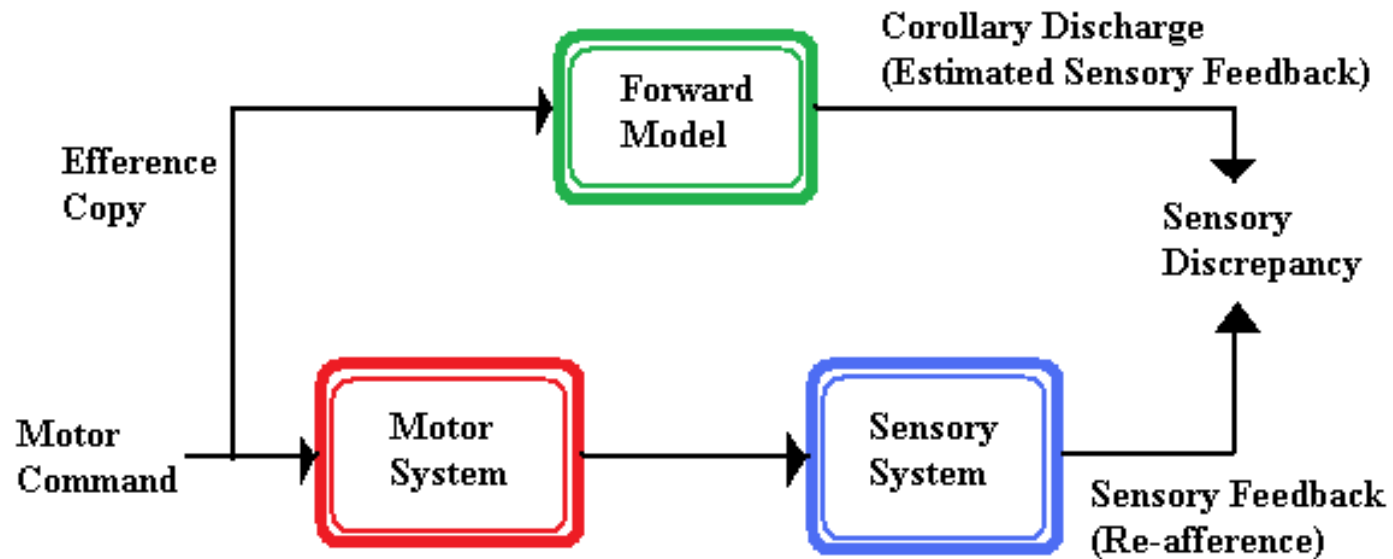 Corollary Discharge
(Estimated Sensory Feedback)
Forward
Model
Efference
Copy
Sensory
Discrepancy
Motor
Command
Motor
System
Sensory
System
Sensory Feedback
(Re-afference)